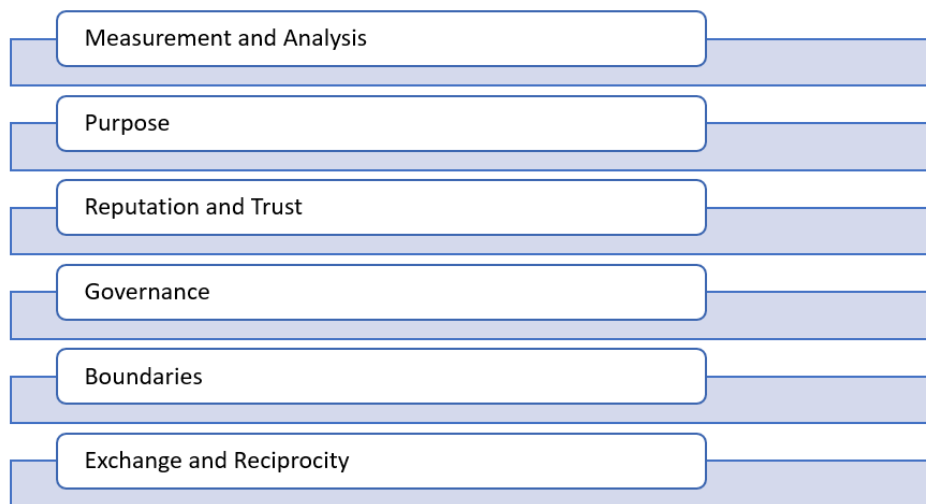 Measurement and Analysis
Purpose
Reputation and Trust
Governance
Boundaries
Exchange and Reciprocity